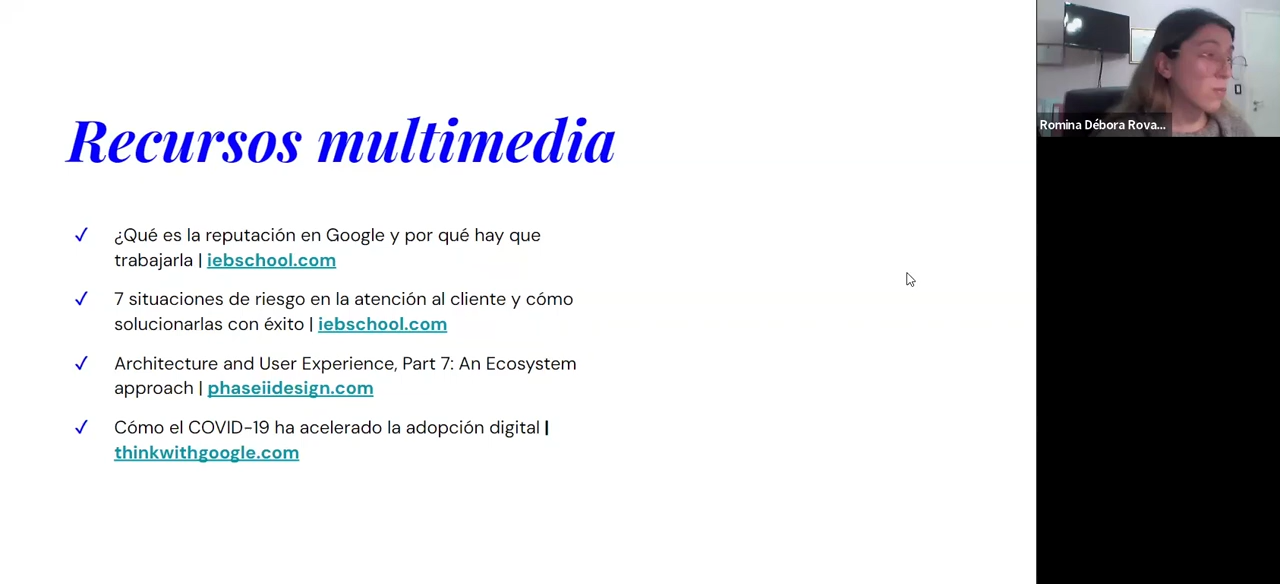 Recursos multimedia
✓ ¿Qué es la reputación en Google y por qué hay que
trabajarla | iebschool.com
✓ 7 situaciones de riesgo en la atención al cliente y cómo
solucionarlas con éxito | iebschool.com
✓ Architecture and User Experience, Part 7: An Ecosystem
approach | phaseiidesign.com
✓ Cómo el COVID-19 ha acelerado la adopción digital |
thinkwithgoogle.com
Romina Débora Rova...